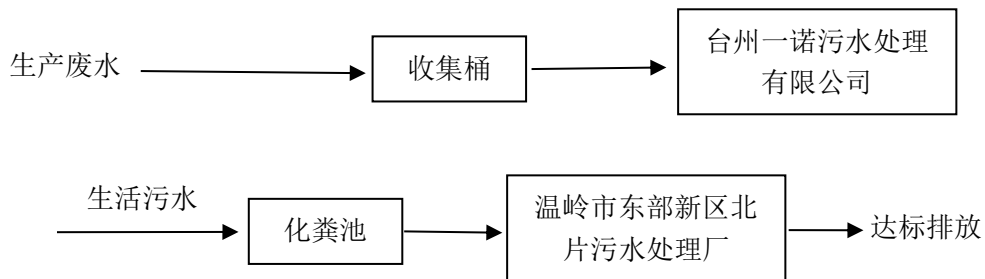 生产废水
收集桶
台州一诺污水处理
有限公司
生活污水
化粪池
温岭市东部新区北
片污水处理厂
达标排放